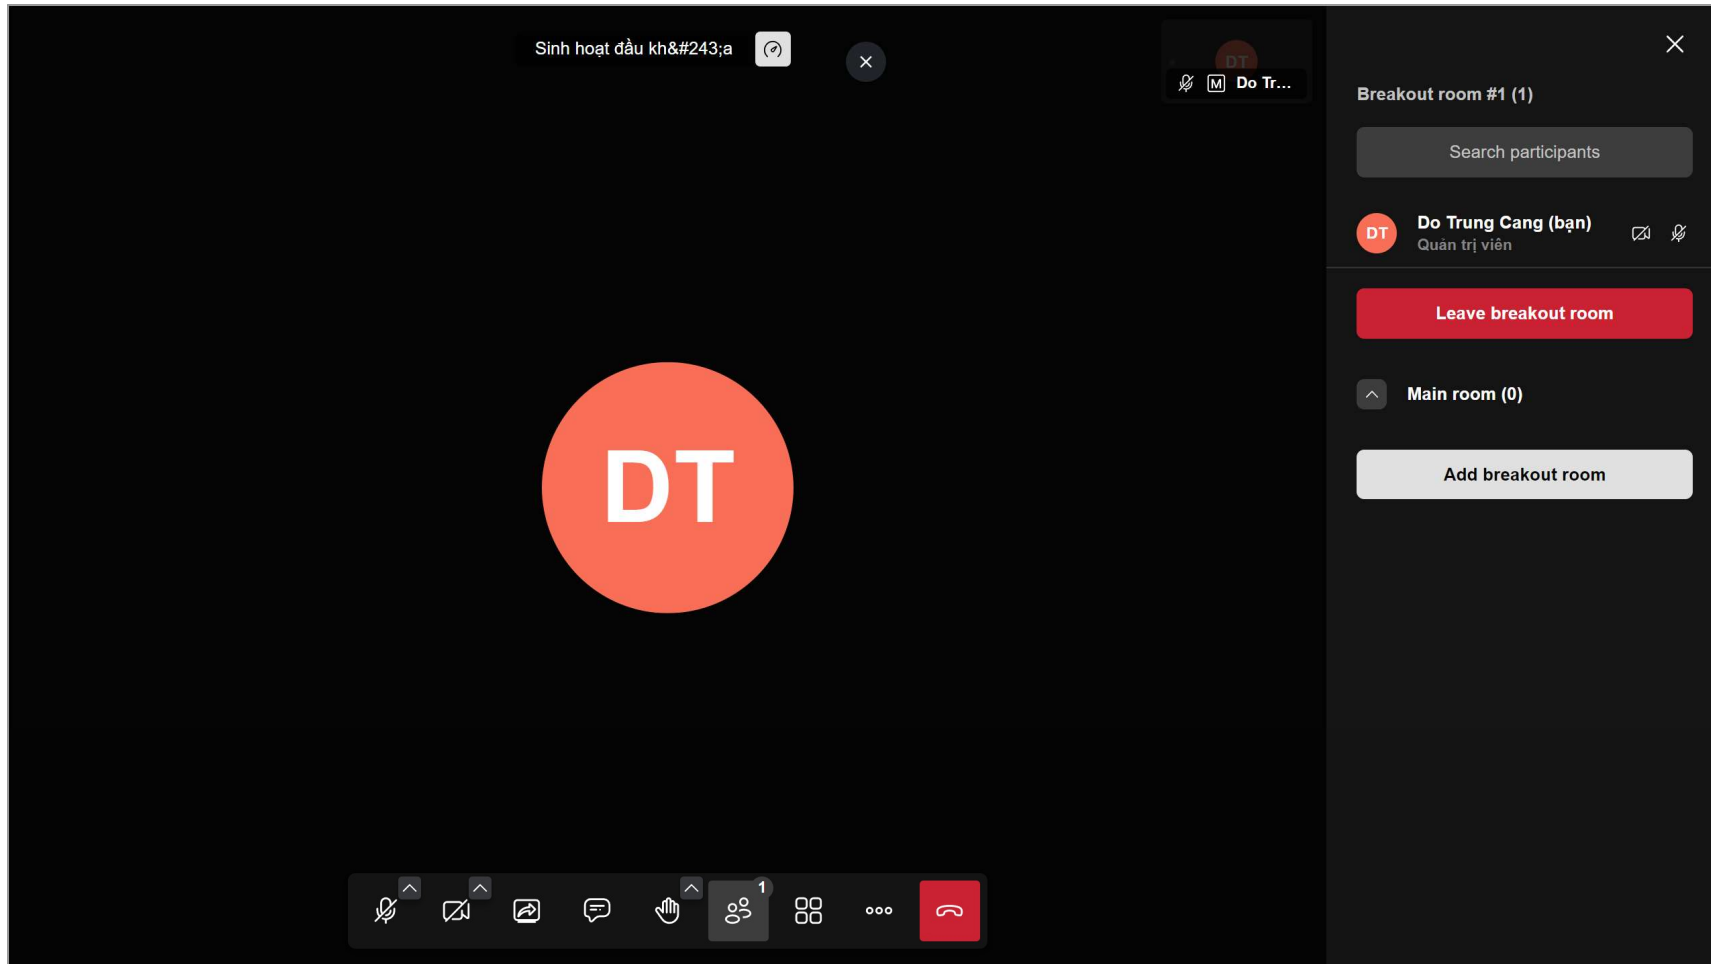 Sinh hoạt đầu kh&#243;a
DT
M Do Tr...
DT
Breakout room #1 (1)
Search participants
DT
Do Trung Cang (bạn)
Quản trị viên
Leave breakout room
Main room (0)
Add breakout room
1